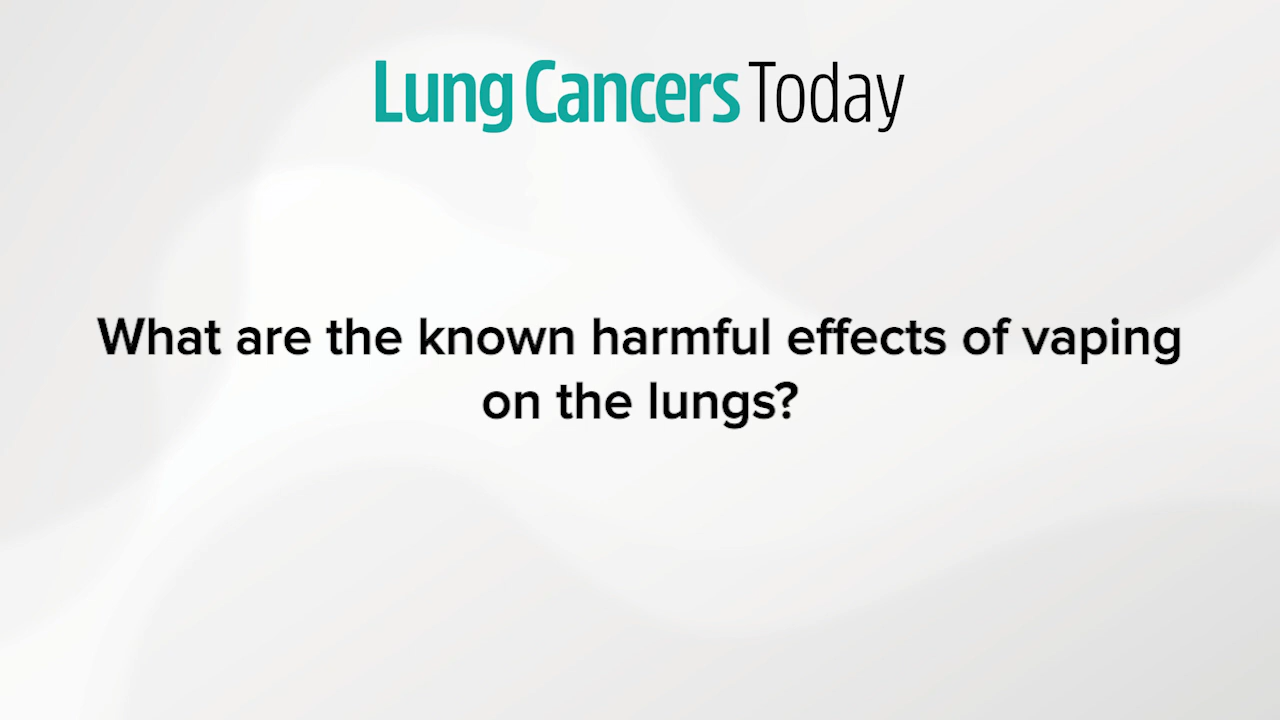 Lung Cancers Today
What are the known harmful effects of vaping
on the lungs?